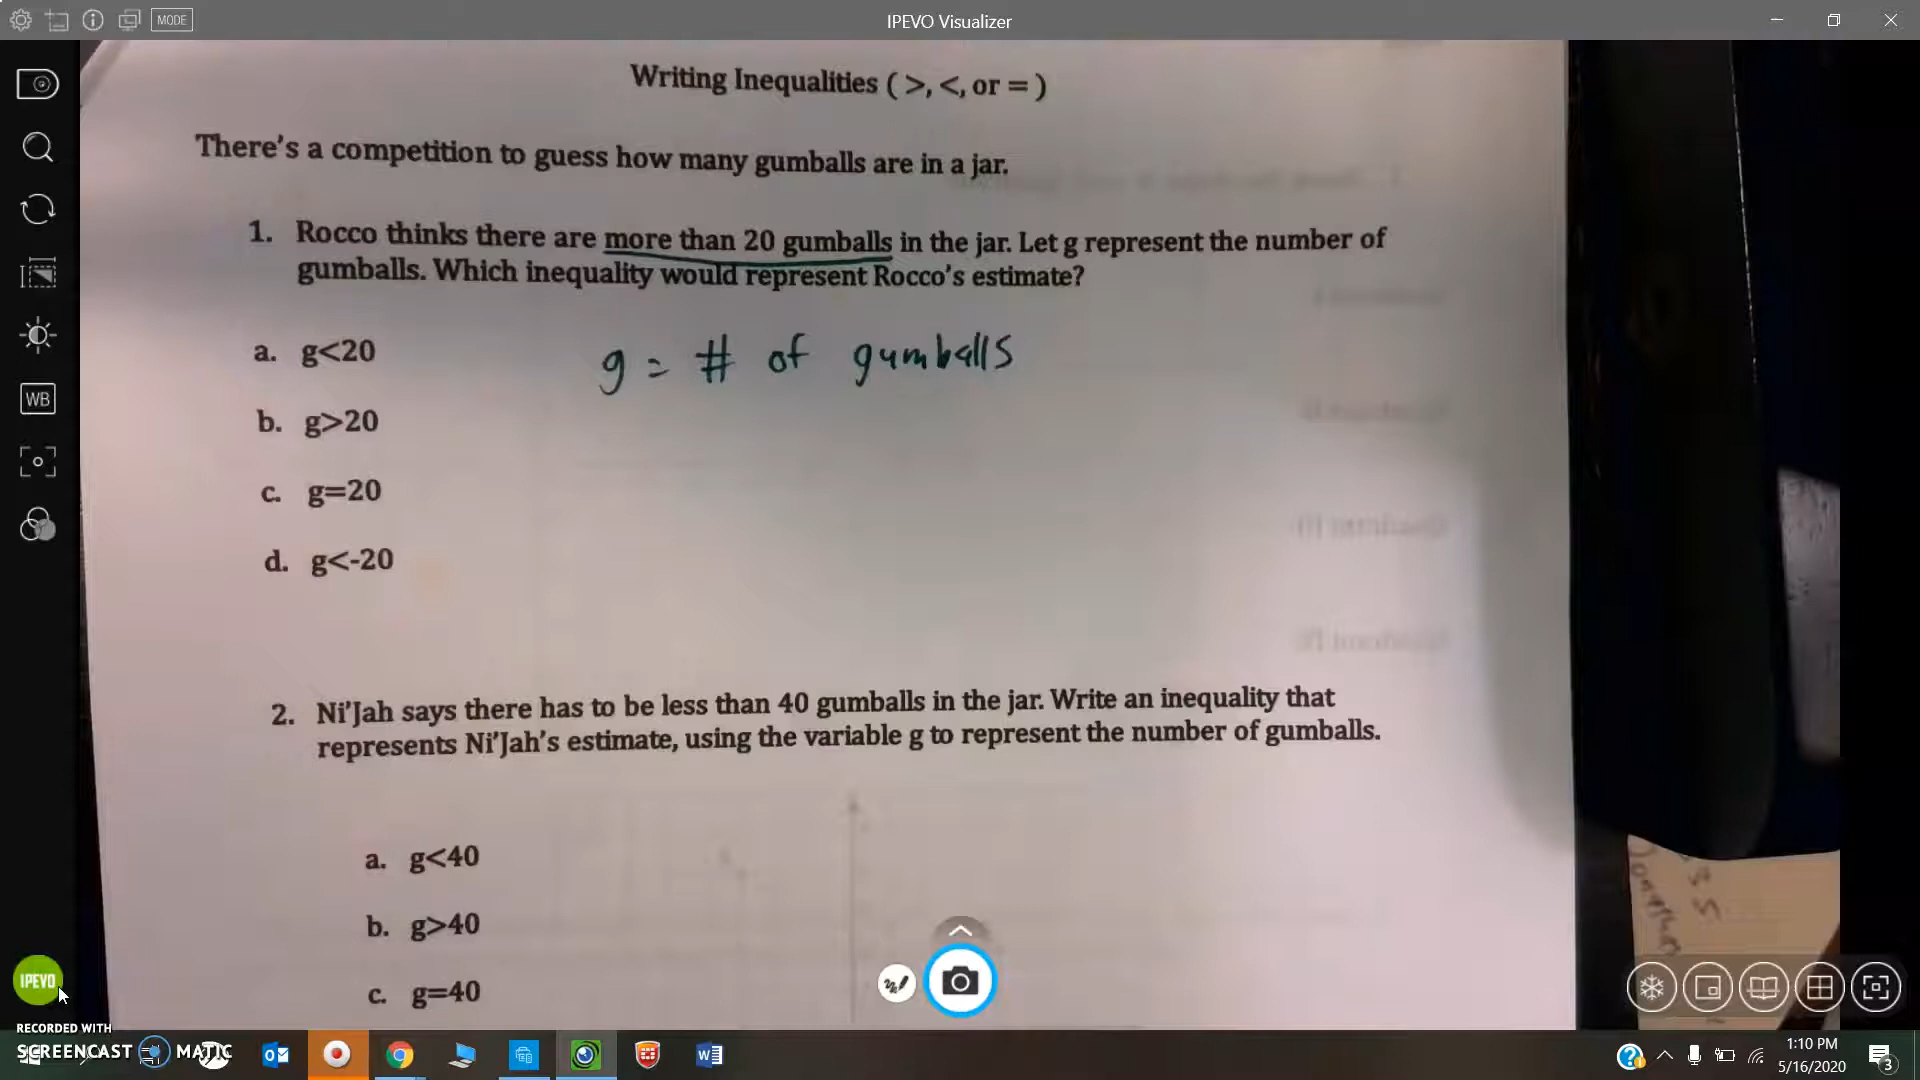 MODE
IPEVO Visualizer
Writing Inequalities ( >, <, or = )
There's a competition to guess how many gumballs are in a jar.
1. Rocco thinks there are more than 20 gumballs in the jar. Let g represent the number of
gumballs. Which inequality would represent Rocco's estimate?
a. g<20
g = # of gumballs
b. g>20
c. g=20
d. g<-20
2. Ni'Jah says there has to be less than 40 gumballs in the jar. Write an inequality that
represents Ni'Jah's estimate, using the variable g to represent the number of gumballs.
a. g<40
b. g>40
c. g=40
WB
IPEVO
RECORDED WITH
SCREENCAST MATIC
1:10 PM
5/16/2020
3